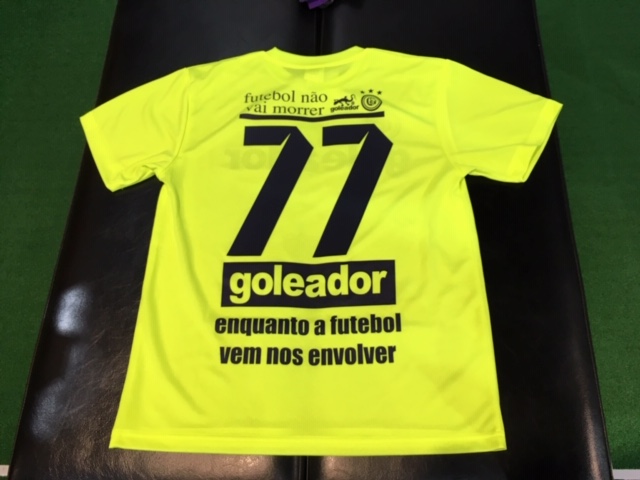 futebol não
vai morrer
goleador
77
goleador
enquanto a futebol
vem nos envolver